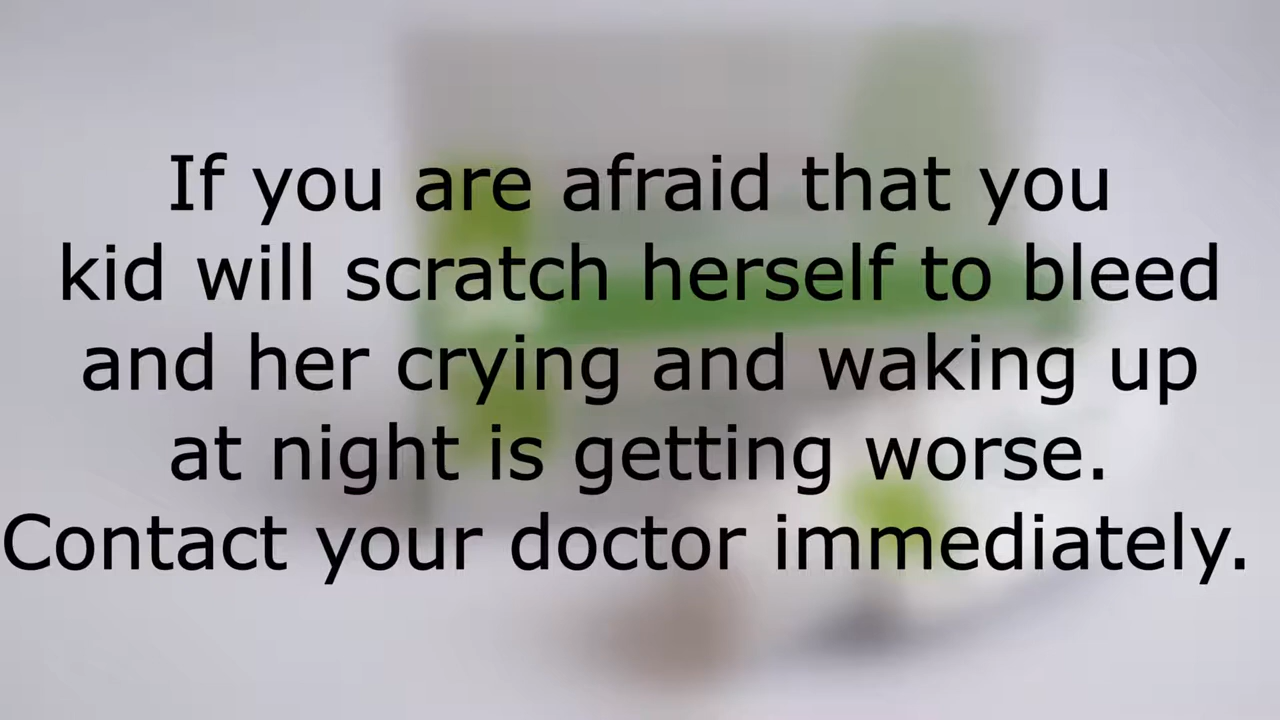 If you are afraid that you
kid will scratch herself to bleed
and her crying and waking up
at night is getting worse.
Contact your doctor immediately.